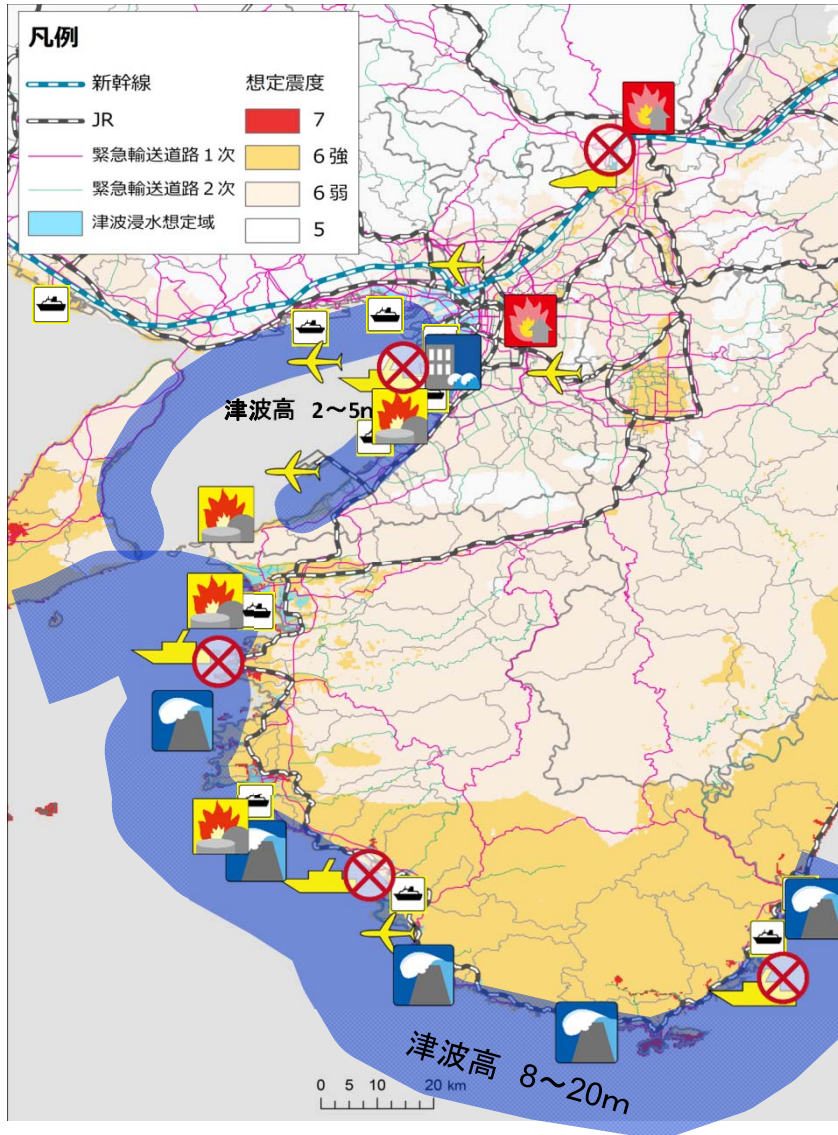 凡例
新幹線
JR
緊急輸送道路1次
緊急輸送道路2次
津波浸水想定域
想定震度
7
6強
6弱
5
津波高 2～5m
津波高 8～20m
0 5 10 20 km